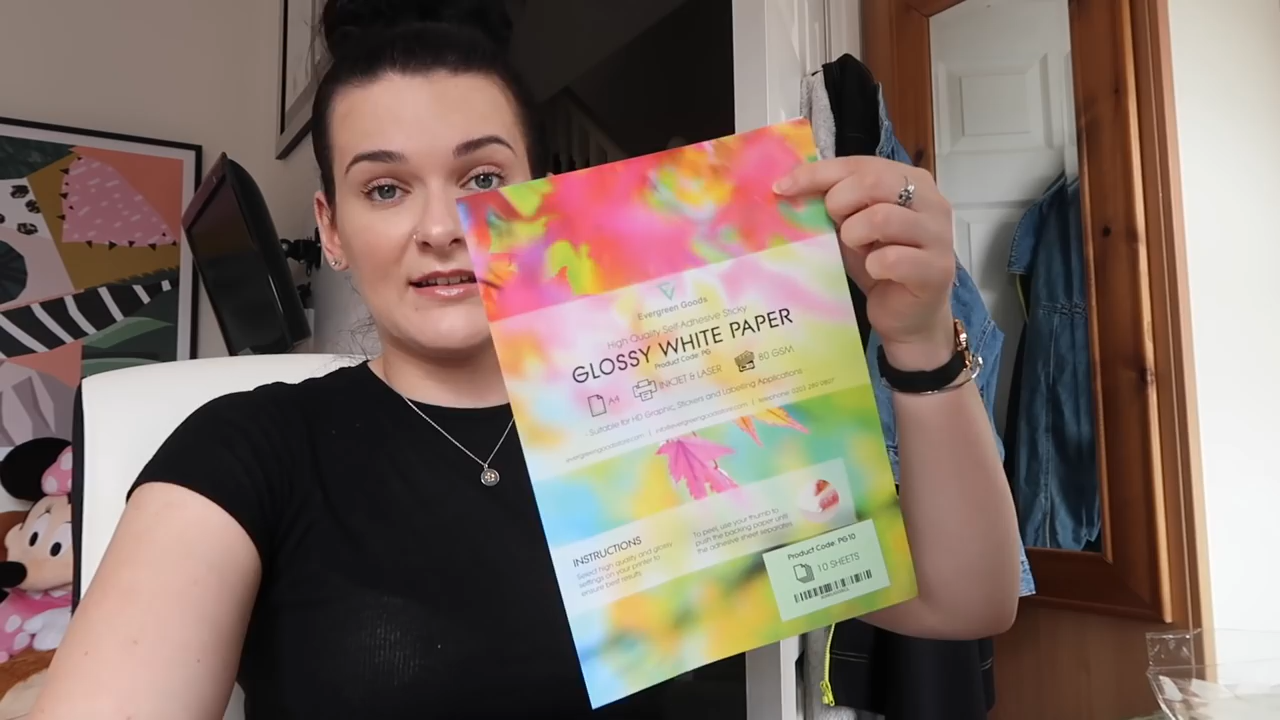 Evergreen Goods
High Quality Self-Adhesive Sticky
GLOSSY WHITE PAPER
Product Code: PG
A4
INKJET & LASER
80 GSM
Suitable for HD Graphic, Stickers and Labelling Applications
INSTRUCTIONS
Select high quality and glossy
settings on your printer to
ensure best results
To peel, use your thumb to
push the backing paper until
the adhesive sheet separates
Product Code: PG10
10 SHEETS